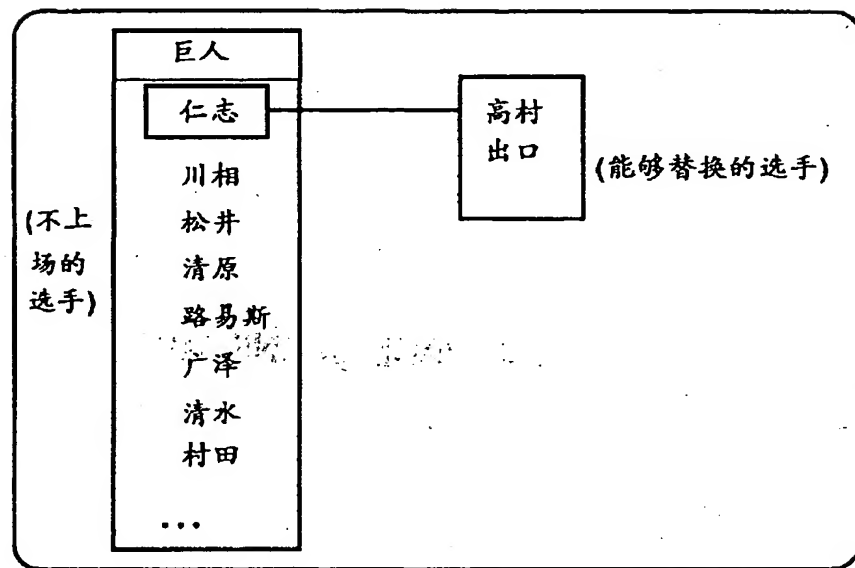 巨人
仁志
川相
松井
清原
路易斯
广泽
清水
村田
...
(不上
场的
选手)
高村
出口
(能够替换的选手)